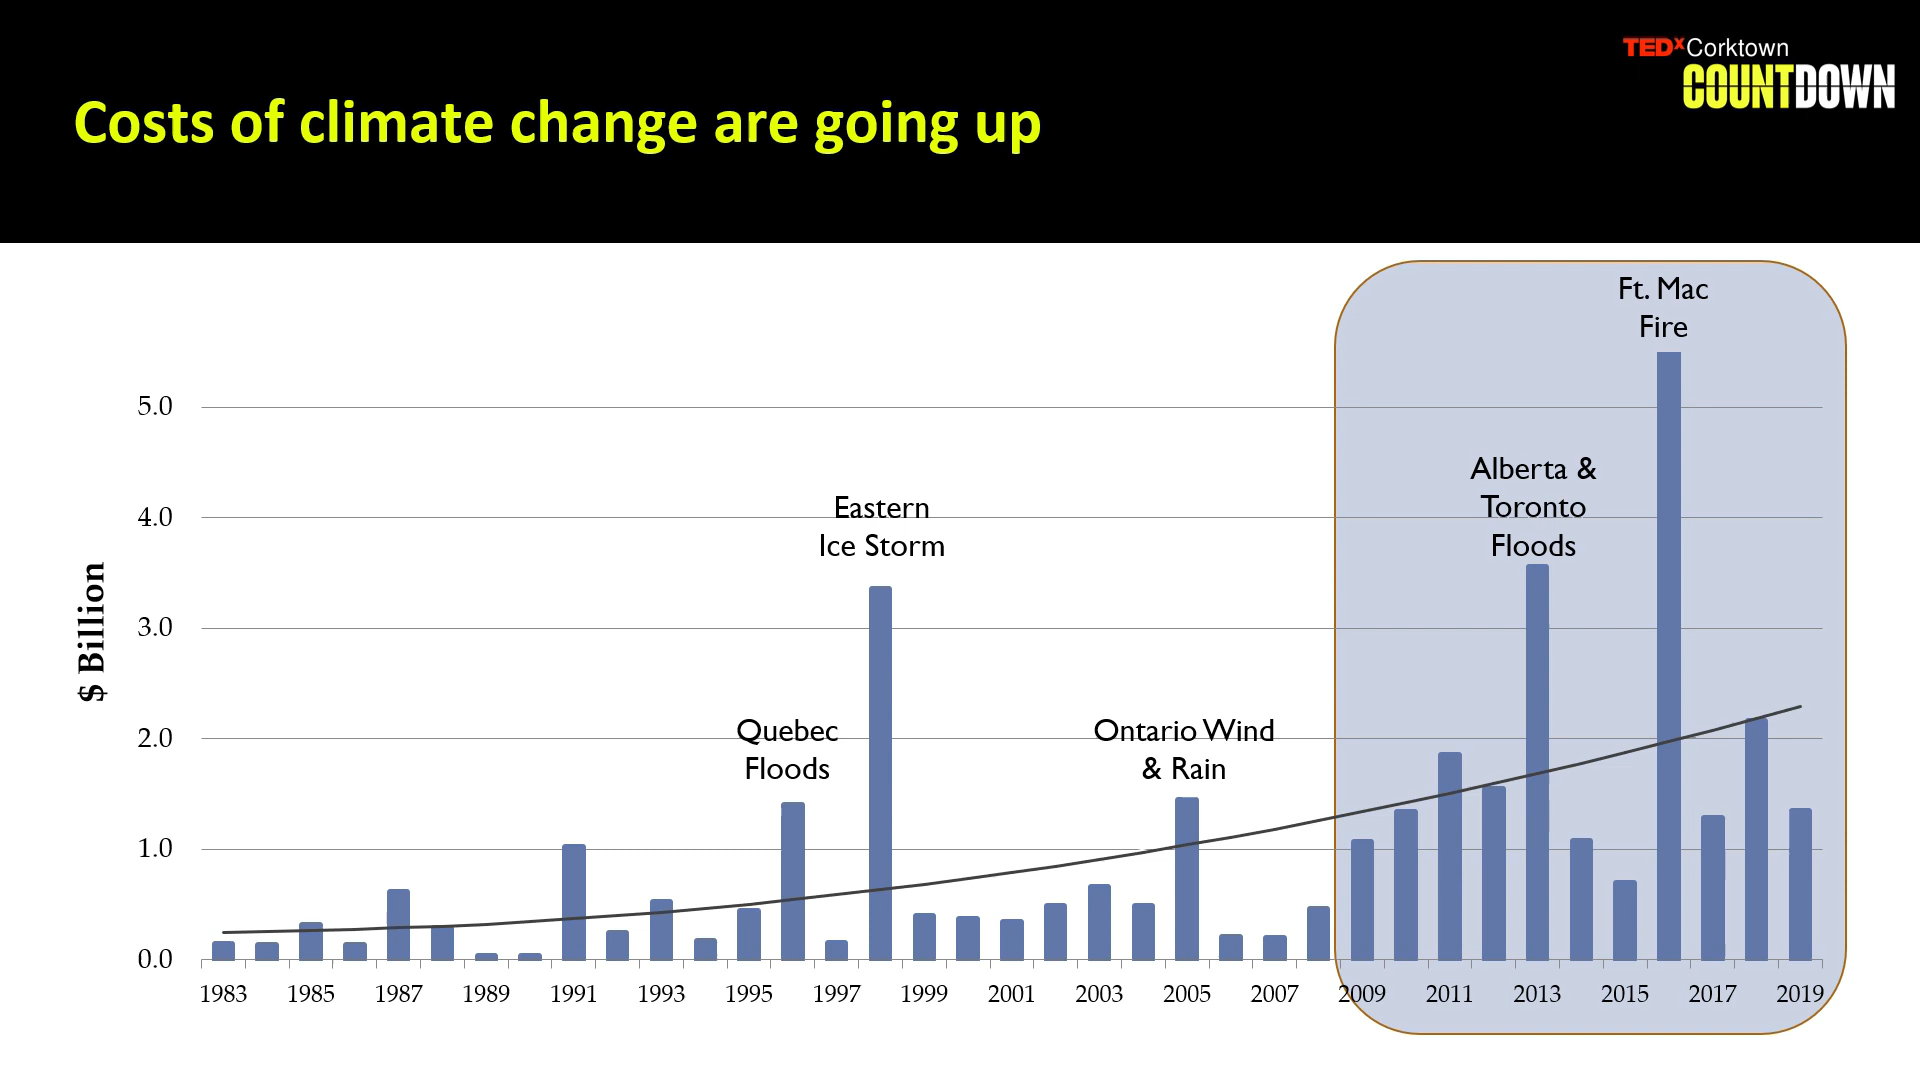 TEDxCorktown
COUNTDOWN
Costs of climate change are going up
Ft. Mac
Fire
5.0
Alberta &
Toronto
Floods
Eastern
Ice Storm
4.0
3.0
$ Billion
Quebec
Floods
Ontario Wind
& Rain
2.0
1.0
0.0
1983 1985 1987 1989 1991 1993 1995 1997 1999 2001 2003 2005 2007 2009 2011 2013 2015 2017 2019